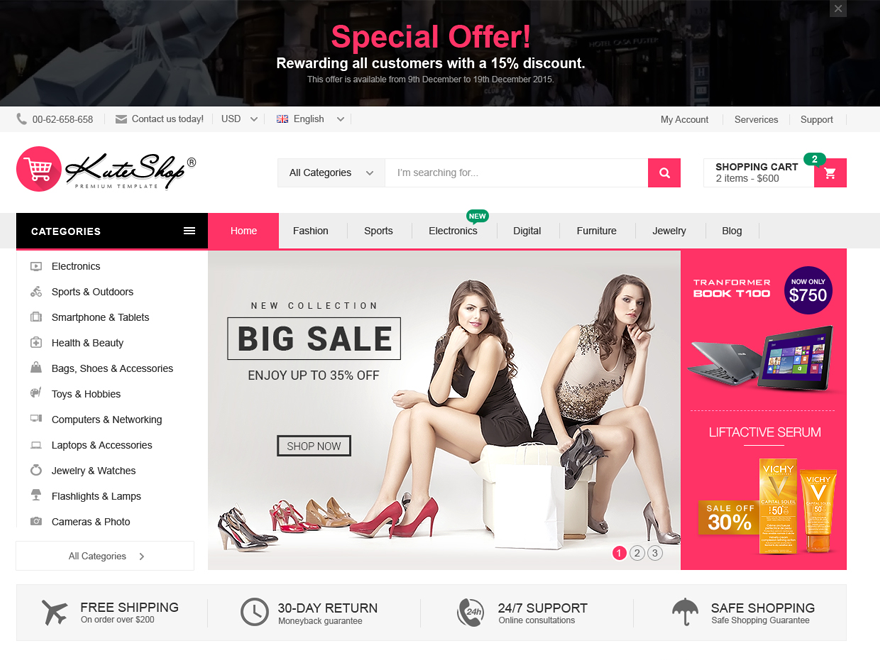 Special Offer!
Rewarding all customers with a 15% discount.
This offer is available from 9th December to 19th December 2015.
00-62-658-658
Contact us today!
USD
English
My Account
Serverices
Support
KuteShop®
PREMIUM TEMPLATE
All Categories
I'm searching for...
SHOPPING CART
2 items - $600
2
CATEGORIES
Home
Fashion
Sports
Electronics
NEW
Digital
Furniture
Jewelry
Blog
Electronics
Sports & Outdoors
Smartphone & Tablets
Health & Beauty
Bags, Shoes & Accessories
Toys & Hobbies
Computers & Networking
Laptops & Accessories
Jewelry & Watches
Flashlights & Lamps
Cameras & Photo
All Categories
NEW COLLECTION
BIG SALE
ENJOY UP TO 35% OFF
SHOP NOW
1 2 3
TRANFORMER
BOOK T100
NOW ONLY
$750
LIFTACTIVE SERUM
SALE OFF
30%
VICHY
CAPITAL SOLEIL
50+
VICHY
50+
FREE SHIPPING
On order over $200
30-DAY RETURN
Moneyback guarantee
24h
24/7 SUPPORT
Online consultations
SAFE SHOPPING
Safe Shopping Guarantee